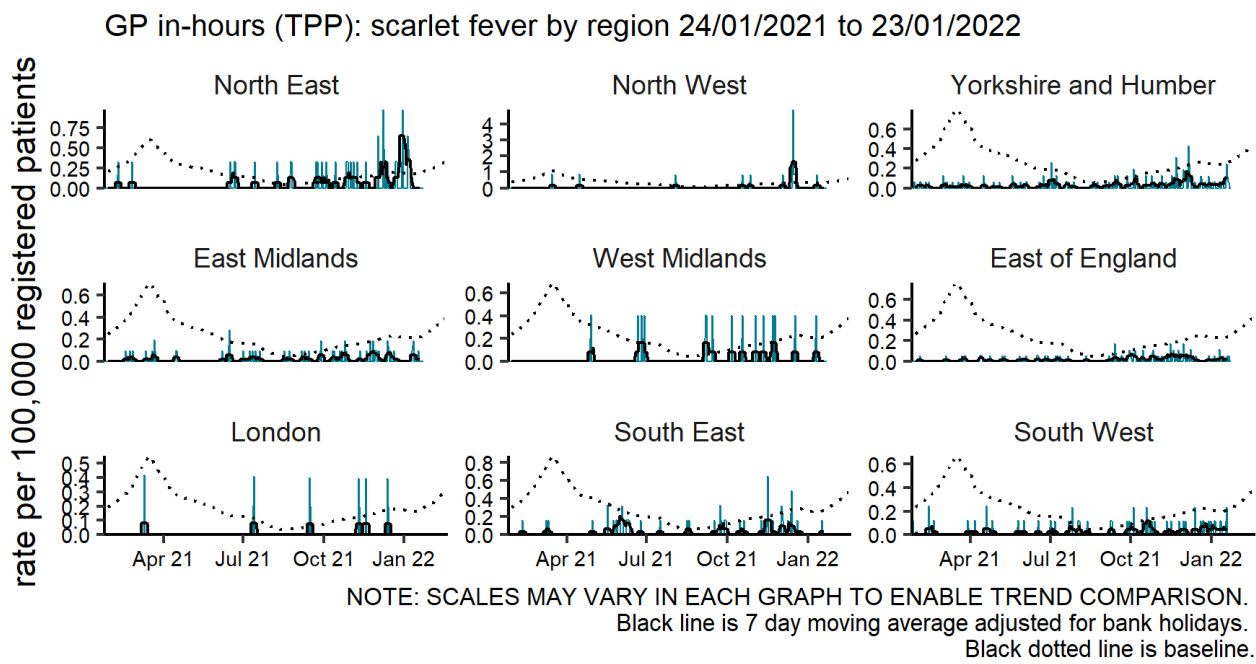 GP in-hours (TPP): scarlet fever by region 24/01/2021 to 23/01/2022
rate per 100,000 registered patients
North East
0.75
0.50
0.25
0.00
North West
4
3
2
1
0
Yorkshire and Humber
0.6
0.4
0.2
0.0
East Midlands
0.6
0.4
0.2
0.0
West Midlands
0.6
0.4
0.2
0.0
East of England
0.6
0.4
0.2
0.0
London
0.5
0.4
0.3
0.2
0.1
0.0
South East
0.8
0.6
0.4
0.2
0.0
South West
0.6
0.4
0.2
0.0
Apr 21 Jul 21 Oct 21 Jan 22
Apr 21 Jul 21 Oct 21 Jan 22
Apr 21 Jul 21 Oct 21 Jan 22
NOTE: SCALES MAY VARY IN EACH GRAPH TO ENABLE TREND COMPARISON.
Black line is 7 day moving average adjusted for bank holidays.
Black dotted line is baseline.